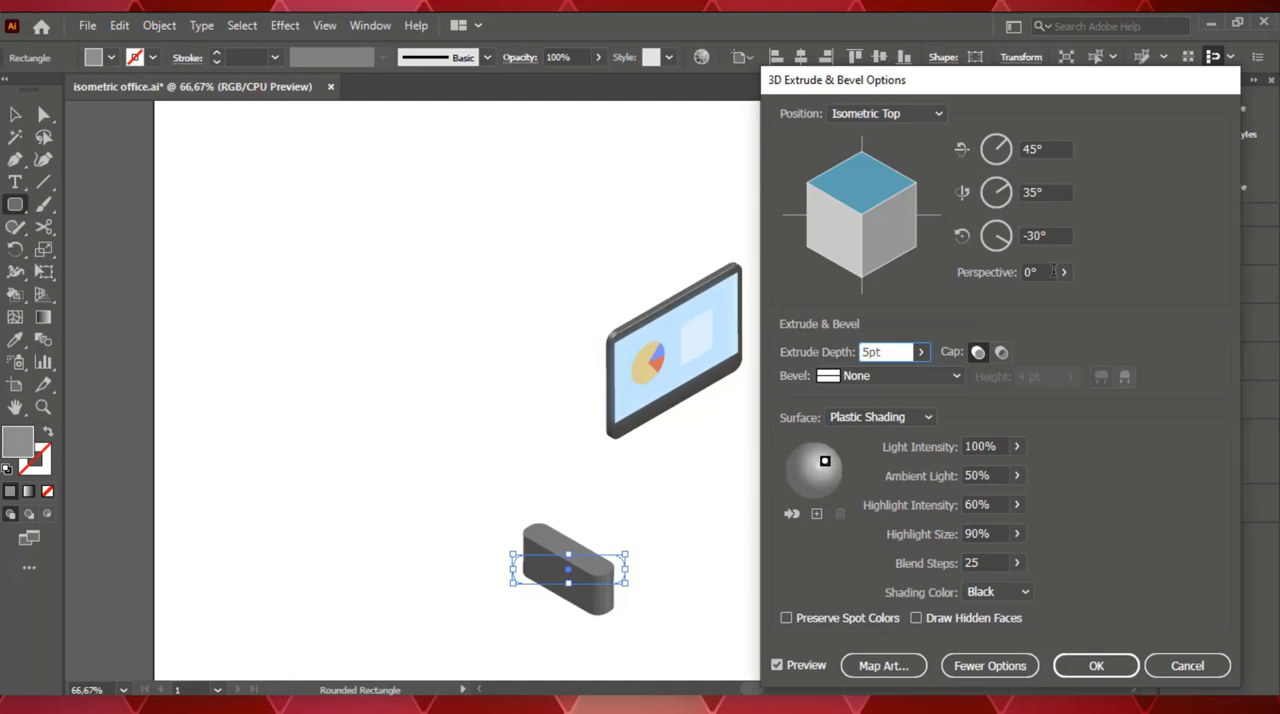 Ai File Edit Object Type Select Effect View Window Help Search Adobe Help
Rectangle Stroke: Basic Opacity: 100% Style: Shape: Transform
isometric office.ai* @ 66,67% (RGB/CPU Preview)
3D Extrude & Bevel Options
Position: Isometric Top
45°
35°
-30°
Perspective: 0°
Extrude & Bevel
Extrude Depth: 5pt Cap:
Bevel: None Height: 4 pt
Surface: Plastic Shading
Light Intensity: 100%
Ambient Light: 50%
Highlight Intensity: 60%
Highlight Size: 90%
Blend Steps: 25
Shading Color: Black
Preserve Spot Colors Draw Hidden Faces
Preview Map Art... Fewer Options OK Cancel
66,67% 1 Rounded Rectangle